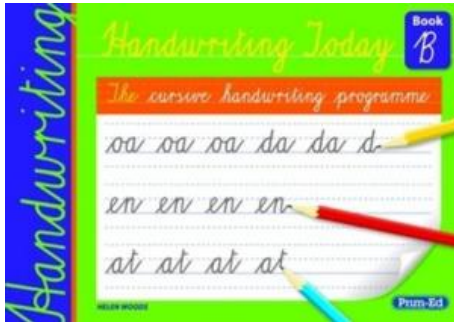 Handwriting
Handwriting Today
Book
B
The cursive handwriting programme
oa oa oa da da d
en en en en
at at at at
HELEN WOODS
Prim-Ed